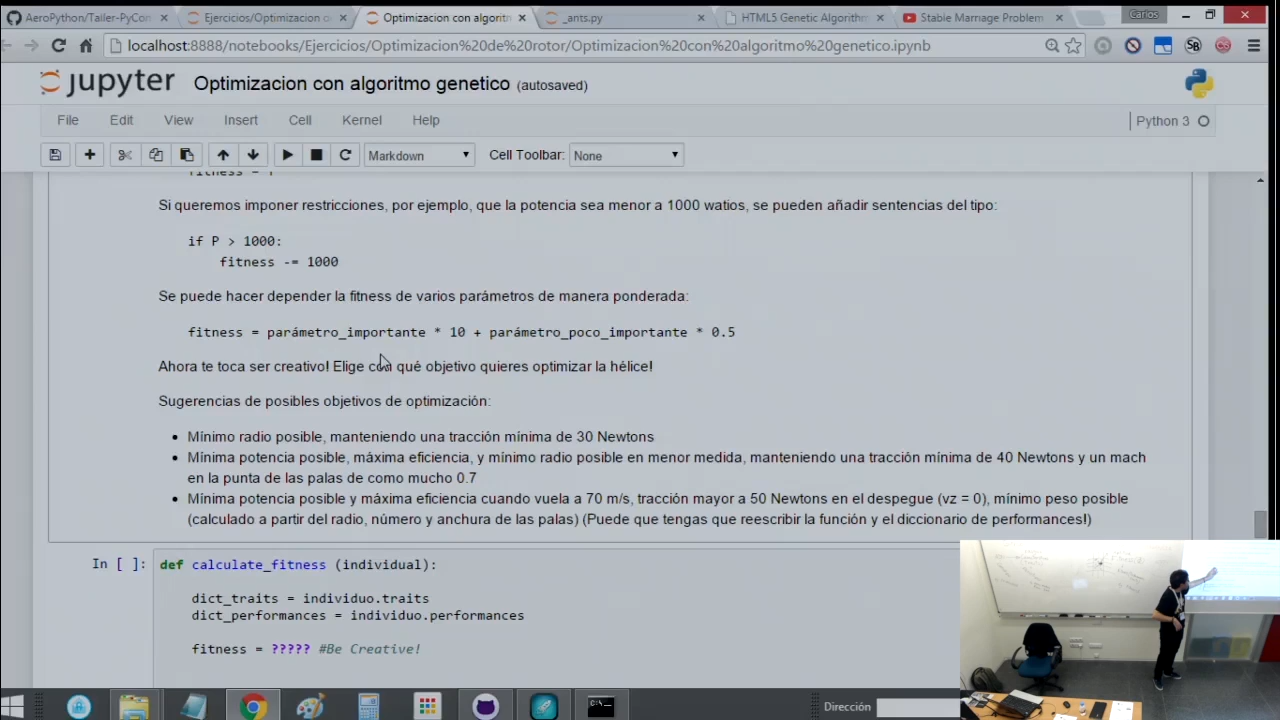 AeroPython/Taller-PyCon
Ejercicios/Optimizacion o
Optimizacion con algoritm
_ants.py
HTML5 Genetic Algorithm
Stable Marriage Problem
Carlos
localhost:8888/notebooks/Ejercicios/Optimizacion%20de%20rotor/Optimizacion%20con%20algoritmo%20genetico.ipynb
jupyter Optimizacion con algoritmo genetico (autosaved)
File Edit View Insert Cell Kernel Help
Python 3
Markdown
Cell Toolbar: None
fitness = 1
Si queremos imponer restricciones, por ejemplo, que la potencia sea menor a 1000 watios, se pueden añadir sentencias del tipo:
if P > 1000:
fitness -= 1000
Se puede hacer depender la fitness de varios parámetros de manera ponderada:
fitness = parámetro_importante * 10 + parámetro_poco_importante * 0.5
Ahora te toca ser creativo! Elige con qué objetivo quieres optimizar la hélice!
Sugerencias de posibles objetivos de optimización:
• Mínimo radio posible, manteniendo una tracción mínima de 30 Newtons
• Mínima potencia posible, máxima eficiencia, y mínimo radio posible en menor medida, manteniendo una tracción mínima de 40 Newtons y un mach
en la punta de las palas de como mucho 0.7
• Mínima potencia posible y máxima eficiencia cuando vuela a 70 m/s, tracción mayor a 50 Newtons en el despegue (vz = 0), mínimo peso posible
(calculado a partir del radio, número y anchura de las palas) (Puede que tengas que reescribir la función y el diccionario de performances!)
In [ ]: def calculate_fitness (individual):
dict_traits = individuo.traits
dict_performances = individuo.performances
fitness = ????? #Be Creative!
Dirección